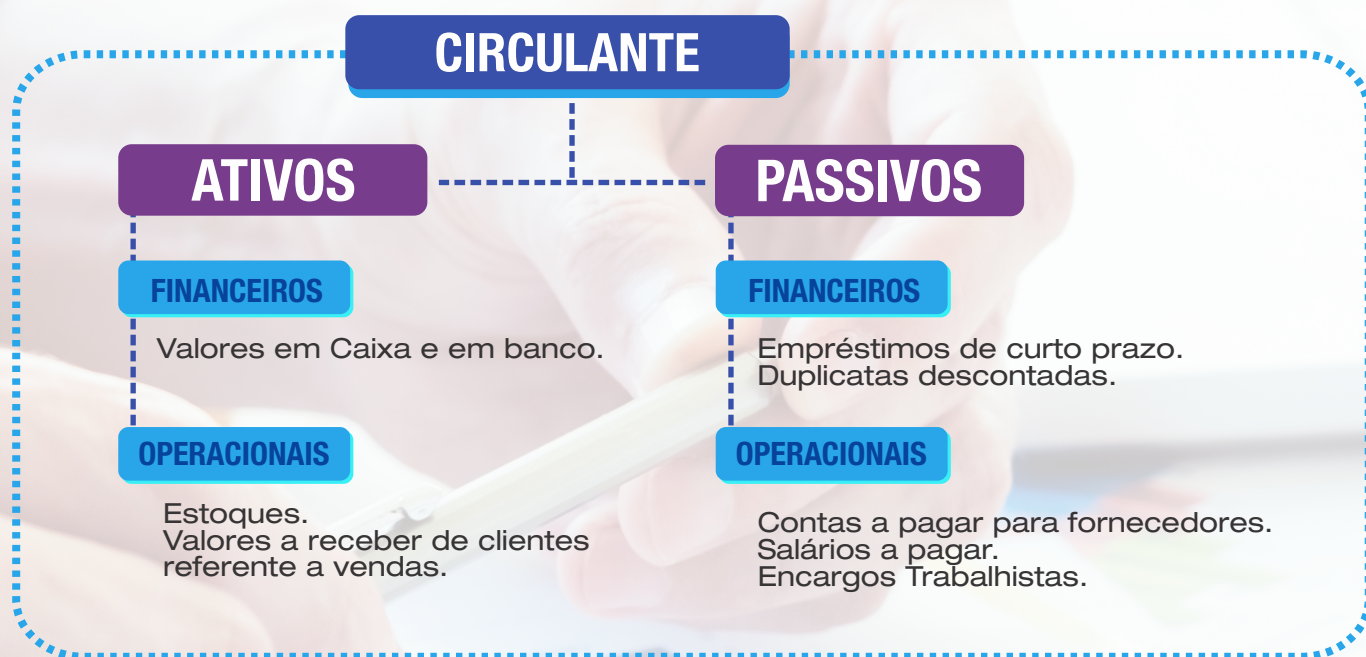 CIRCULANTE
ATIVOS
FINANCEIROS
Valores em Caixa e em banco.
OPERACIONAIS
Estoques.
Valores a receber de clientes
referente a vendas.
PASSIVOS
FINANCEIROS
Empréstimos de curto prazo.
Duplicatas descontadas.
OPERACIONAIS
Contas a pagar para fornecedores.
Salários a pagar.
Encargos Trabalhistas.